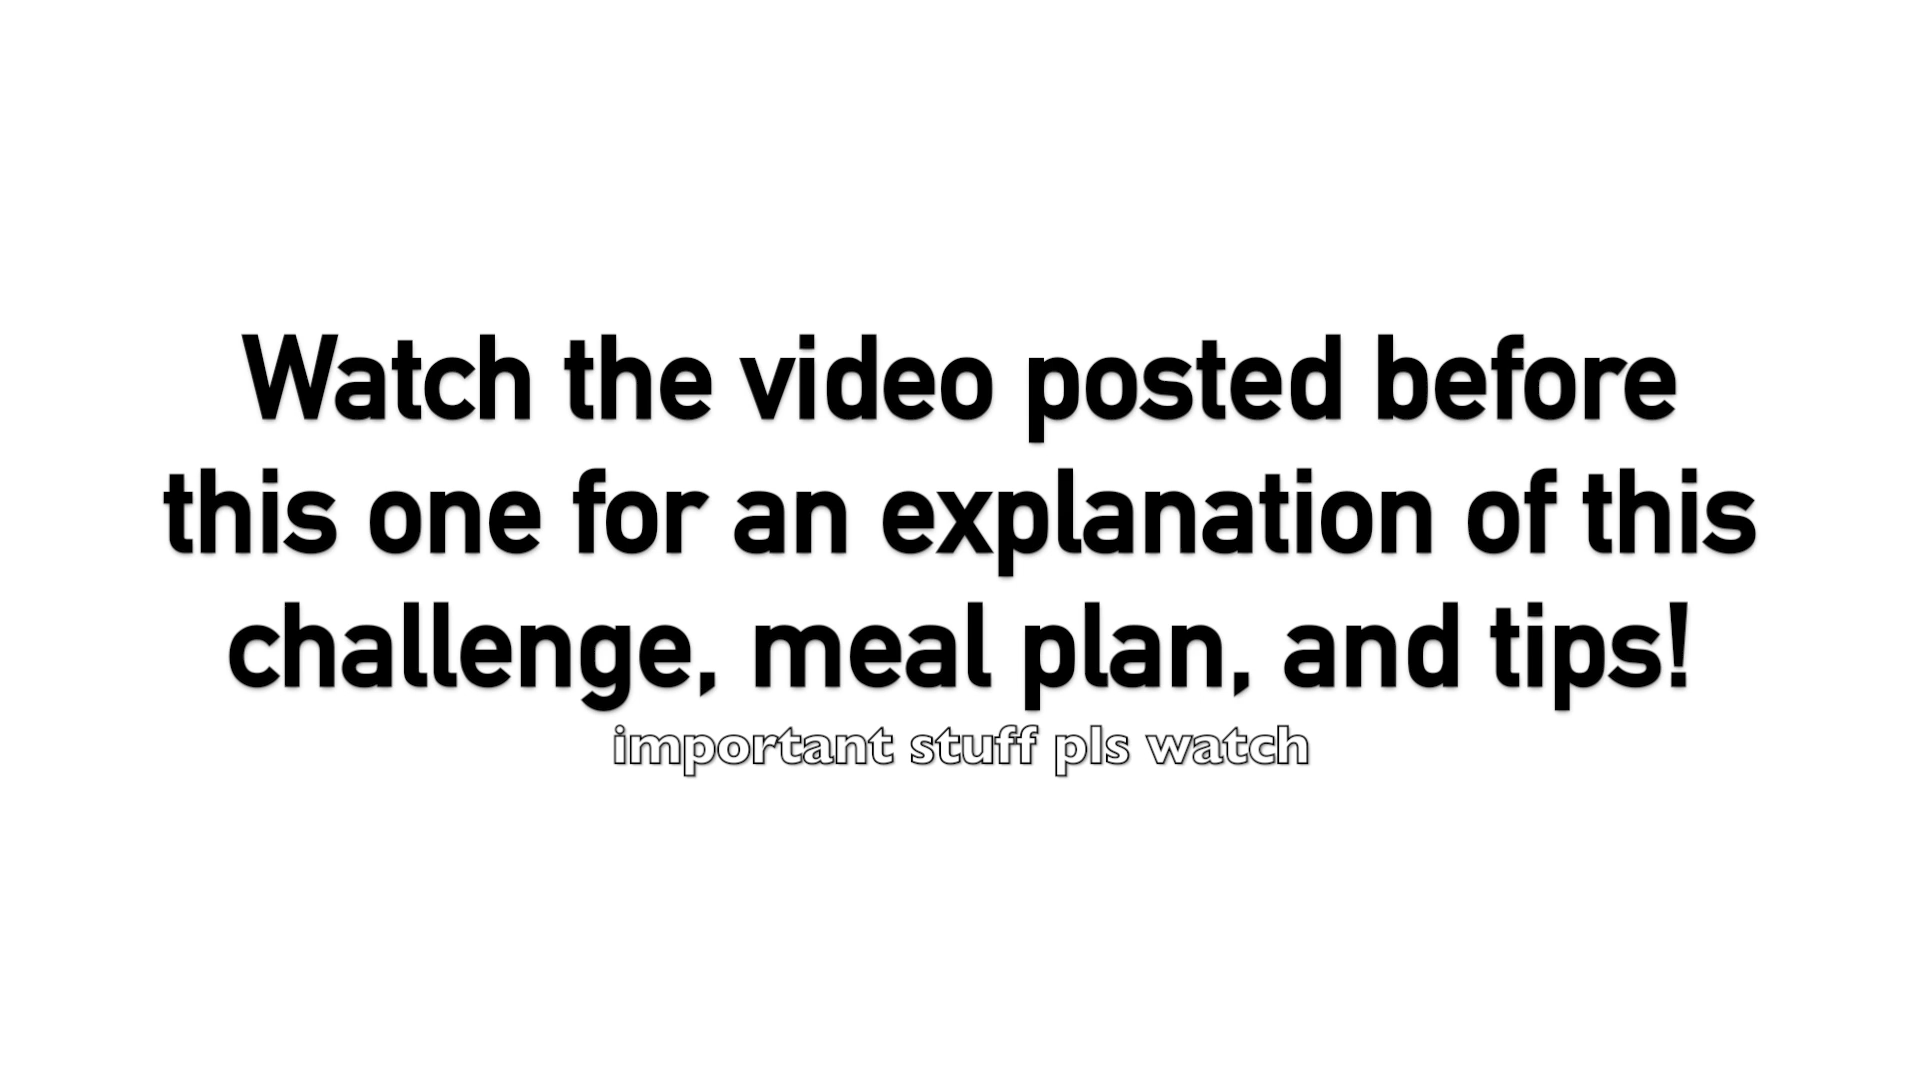 Watch the video posted before
this one for an explanation of this
challenge, meal plan, and tips!
important stuff pls watch